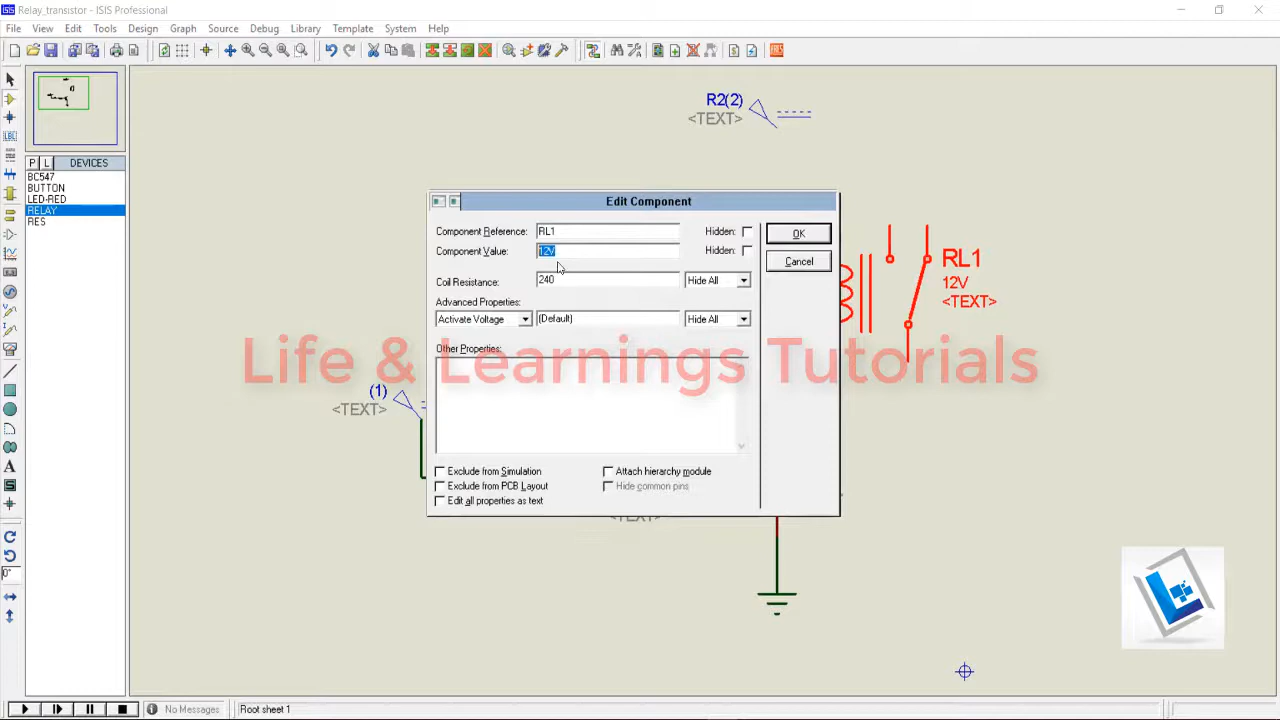 Relay_transistor - ISIS Professional
File View Edit Tools Design Graph Source Debug Library Template System Help
R2(2)
<TEXT>
P L DEVICES
BC547
BUTTON
LED-RED
RELAY
RES
LBL
Edit Component
Component Reference: RL1 Hidden:
Component Value: 12V Hidden:
Coil Resistance: 240 Hide All
Advanced Properties:
Activate Voltage (Default) Hide All
Other Properties:
OK
Cancel
Exclude from Simulation Attach hierarchy module
Exclude from PCB Layout Hide common pins
Edit all properties as text
RL1
12V
<TEXT>
Life & Learnings Tutorials
(1)
<TEXT>
<TEXT>
A
0°
No Messages Root sheet 1